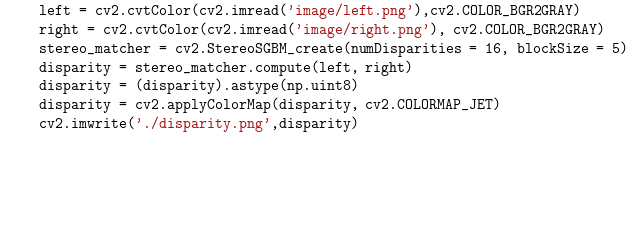 left = cv2.cvtColor(cv2.imread('image/left.png'),cv2.COLOR_BGR2GRAY)
right = cv2.cvtColor(cv2.imread('image/right.png'), cv2.COLOR_BGR2GRAY)
stereo_matcher = cv2.StereoSGBM_create(numDisparities = 16, blockSize = 5)
disparity = stereo_matcher.compute(left, right)
disparity = (disparity).astype(np.uint8)
disparity = cv2.applyColorMap(disparity, cv2.COLORMAP_JET)
cv2.imwrite('./disparity.png',disparity)